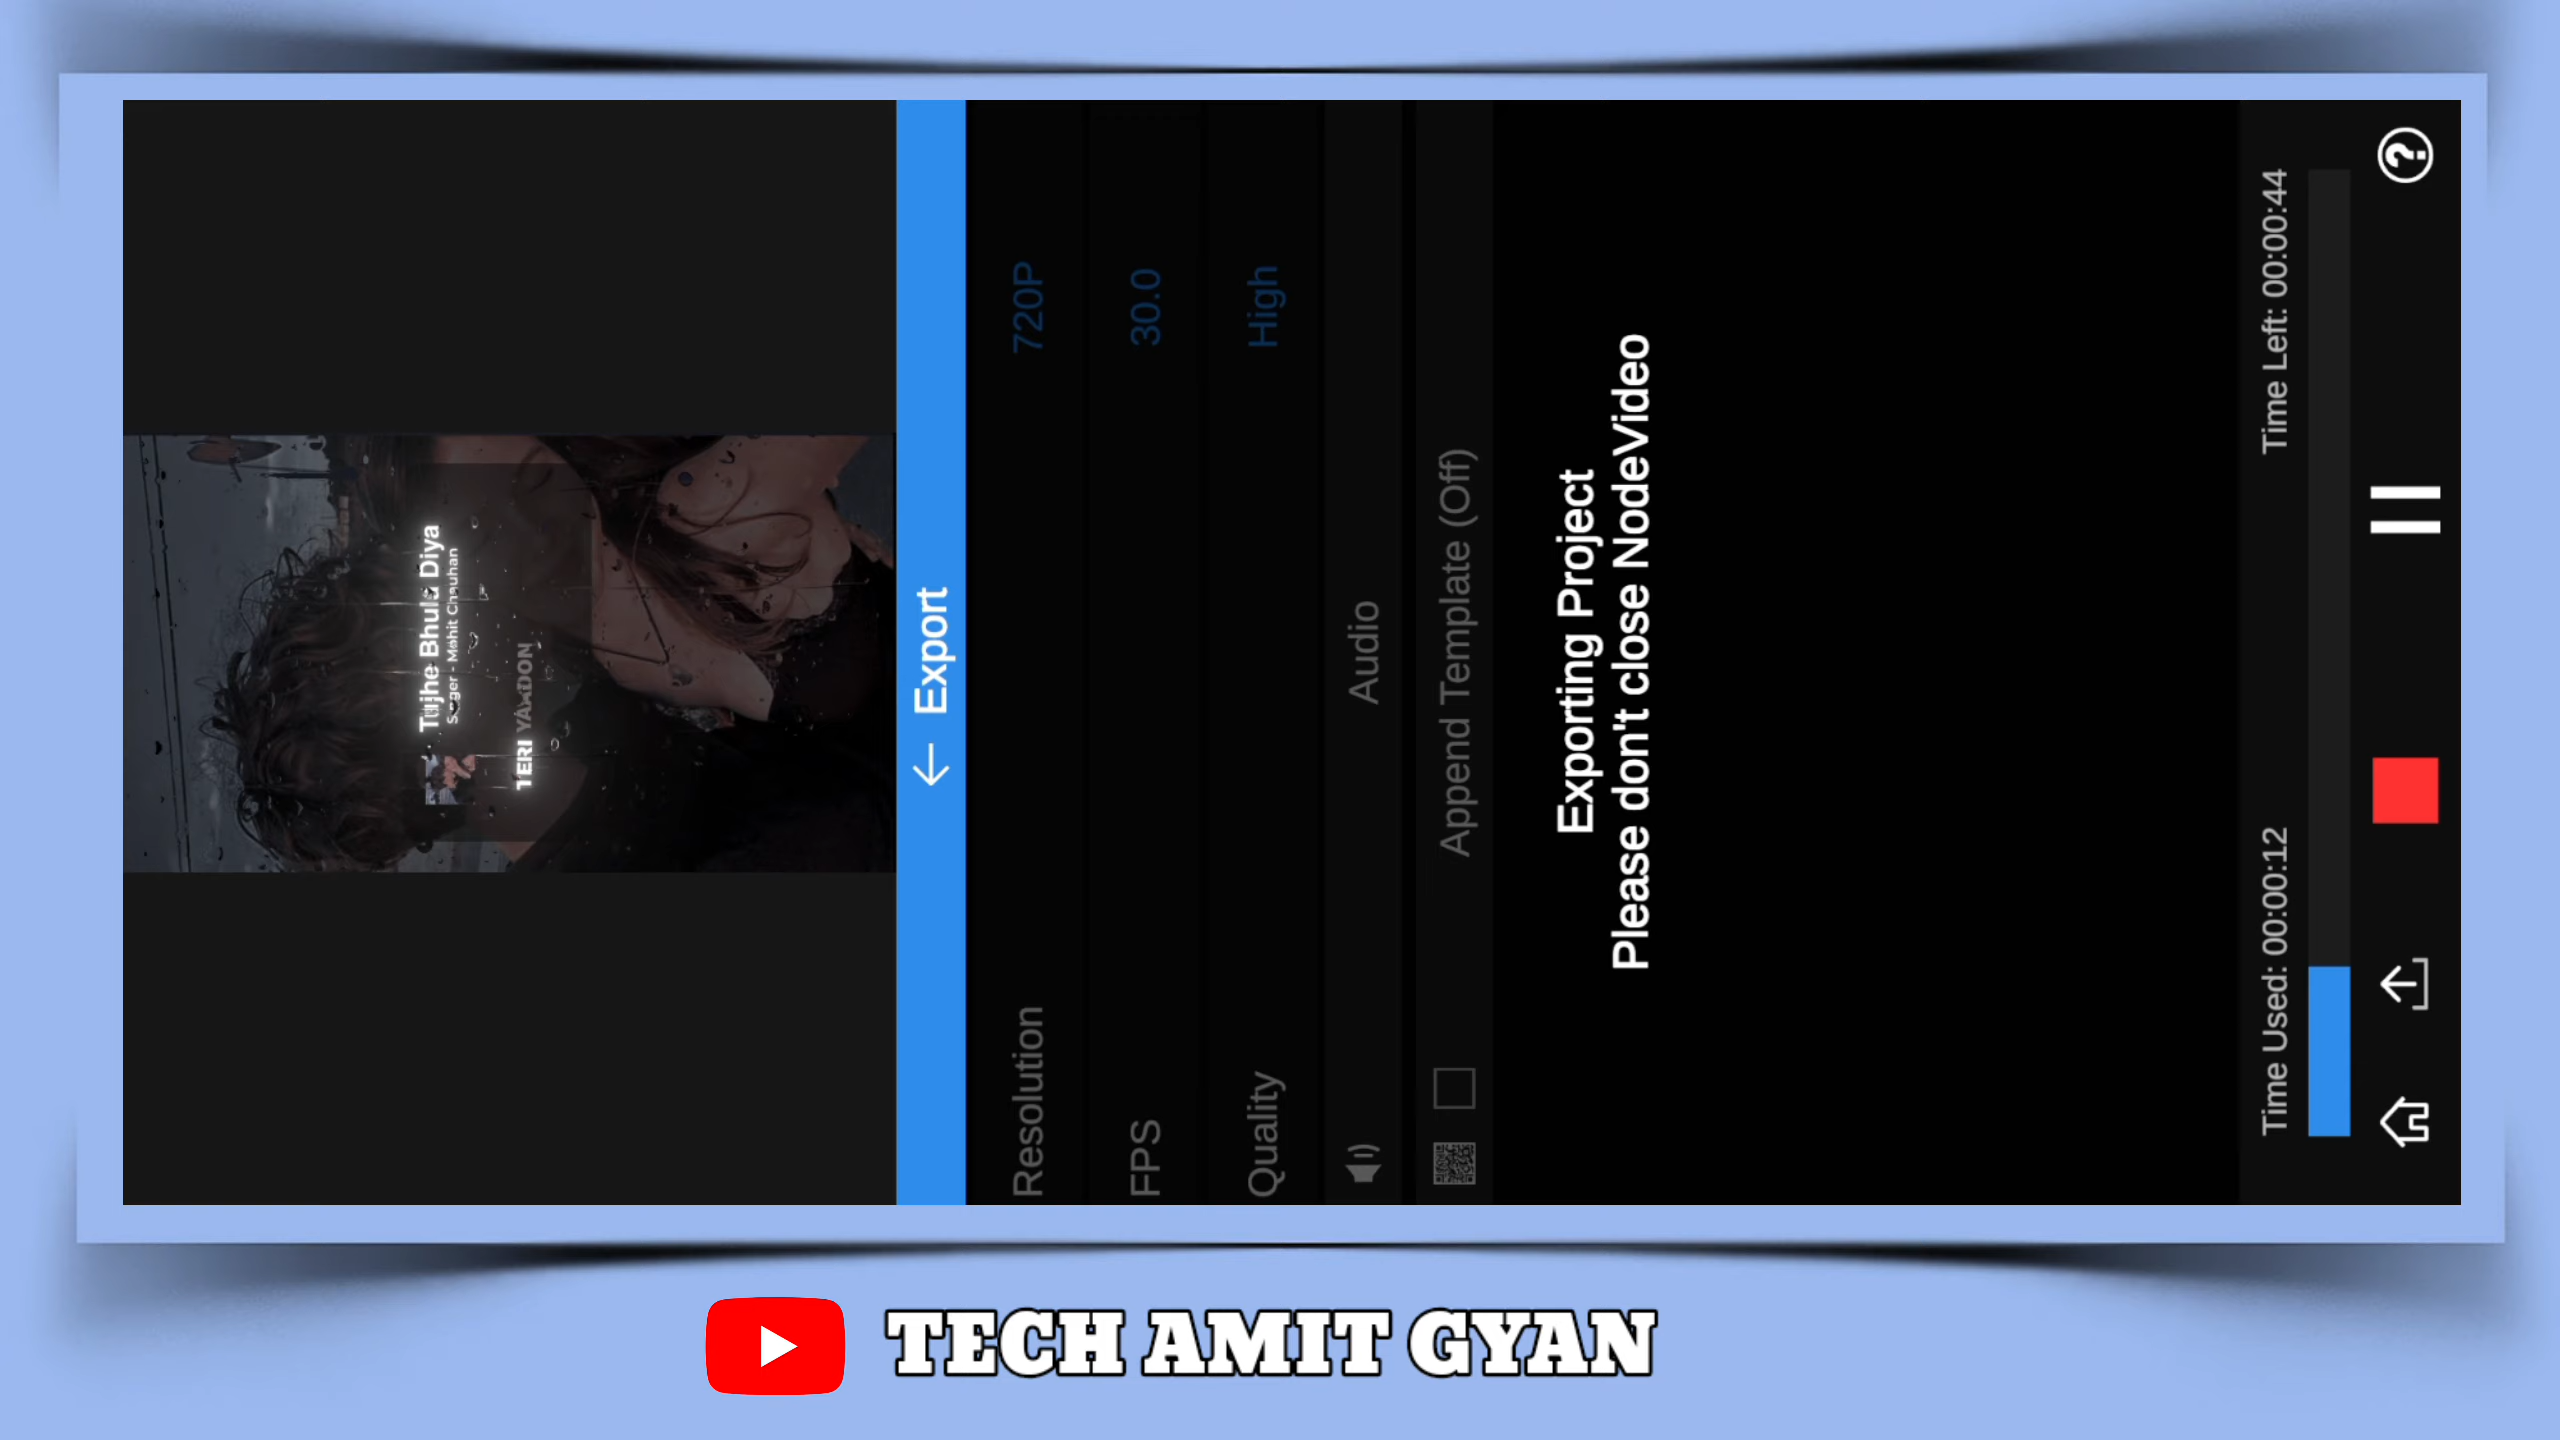 Tujhe Bhula Diya
Singer - Mohit Chauhan
TERI YAADON
← Export
Resolution 720P
FPS 30.0
Quality High
Audio
Append Template (Off)
Exporting Project
Please don't close NodeVideo
Time Used: 00:00:12 Time Left: 00:00:44
TECH AMIT GYAN